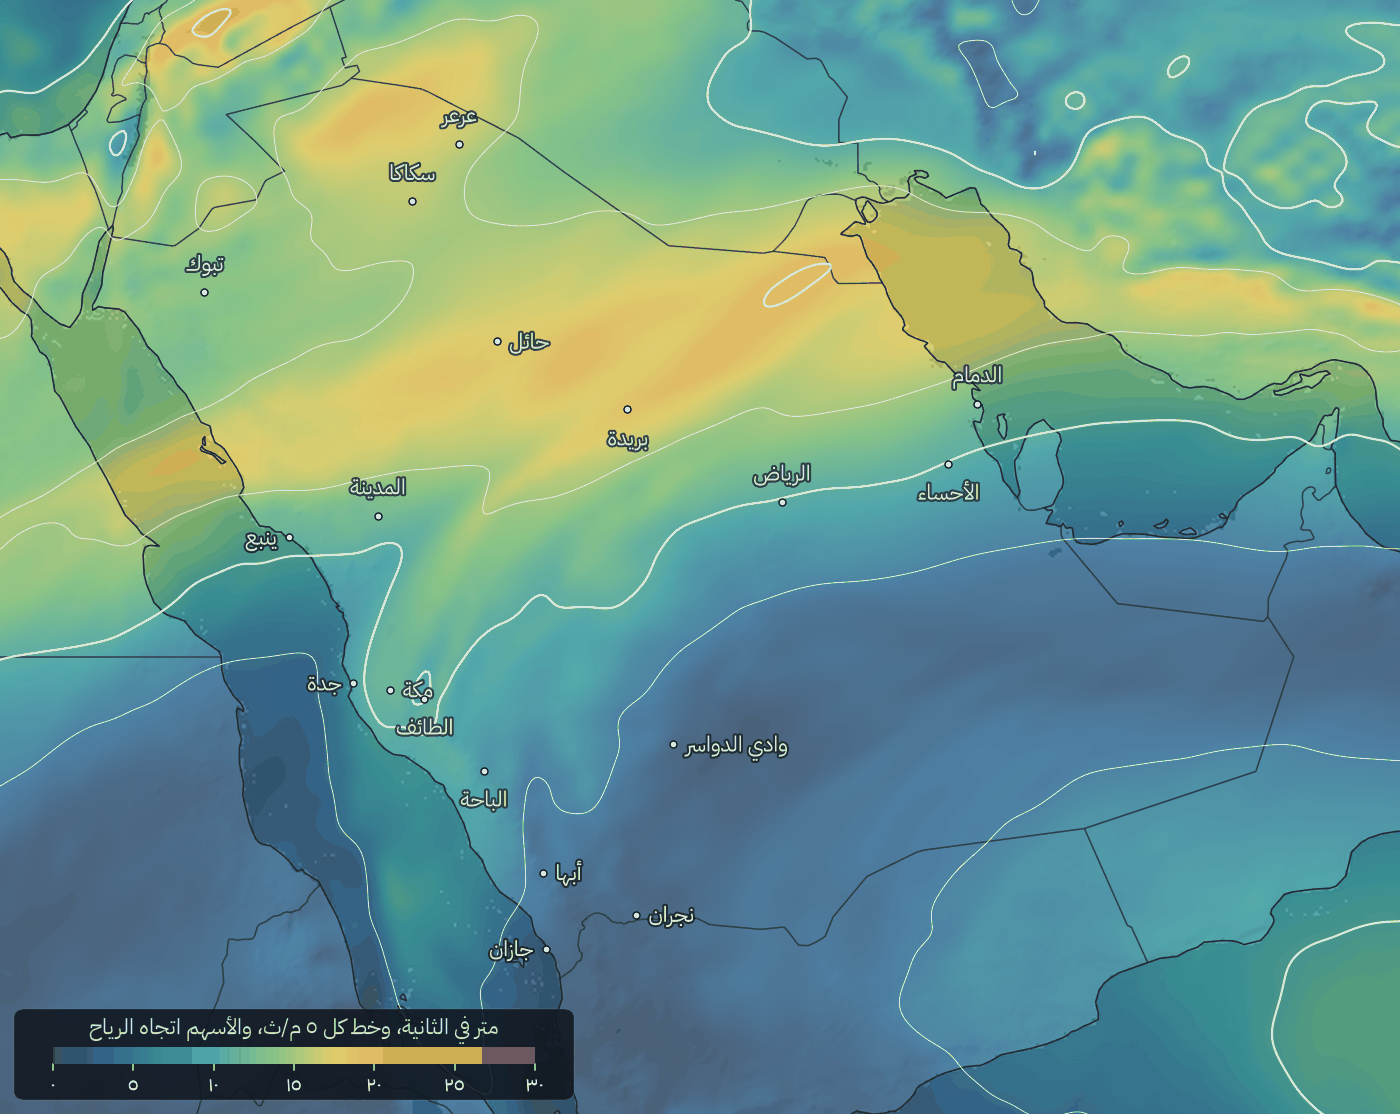 عرعر
سكاكا
تبوك
حائل
الدمام
بريدة
الرياض
المدينة
الأحساء
ينبع
جدة
مكة
الطائف
وادي الدواسر
الباحة
أبها
نجران
جازان
متر في الثانية، وخط كل ٥ م/ث، والأسهم اتجاه الرياح
٠ ٥ ١٠ ١٥ ٢٠ ٢٥ ٣٠